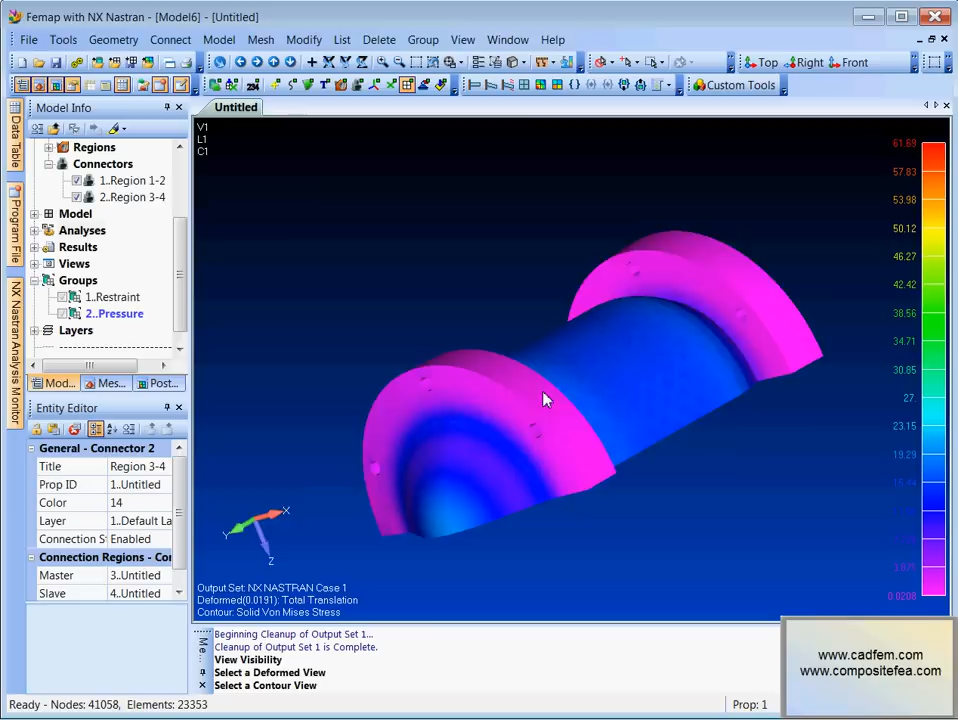 Femap with NX Nastran - [Model6] - [Untitled]
File Tools Geometry Connect Model Mesh Modify List Delete Group View Window Help
Top Right Front
Custom Tools
Model Info
Untitled
Data Table
Program File
NX Nastran Analysis Monitor
Regions
Connectors
1..Region 1-2
2..Region 3-4
Model
Analyses
Results
Views
Groups
1..Restraint
2..Pressure
Layers
Mod... Mes... Post...
Entity Editor
General - Connector 2
Title Region 3-4
Prop ID 1..Untitled
Color 14
Layer 1..Default La
Connection S Enabled
Connection Regions - Co
Master 3..Untitled
Slave 4..Untitled
V1
L1
C1
61.69
57.83
53.98
50.12
46.27
42.42
38.56
34.71
30.85
27.
23.15
0.0208
X
Y
Z
Output Set: NX NASTRAN Case 1
Deformed(0.0191): Total Translation
Contour: Solid Von Mises Stress
Me...
Beginning Cleanup of Output Set 1...
Cleanup of Output Set 1 is Complete.
View Visibility
Select a Deformed View
Select a Contour View
www.cadfem.com
www.compositefea.com
Ready - Nodes: 41058, Elements: 23353
Prop: 1